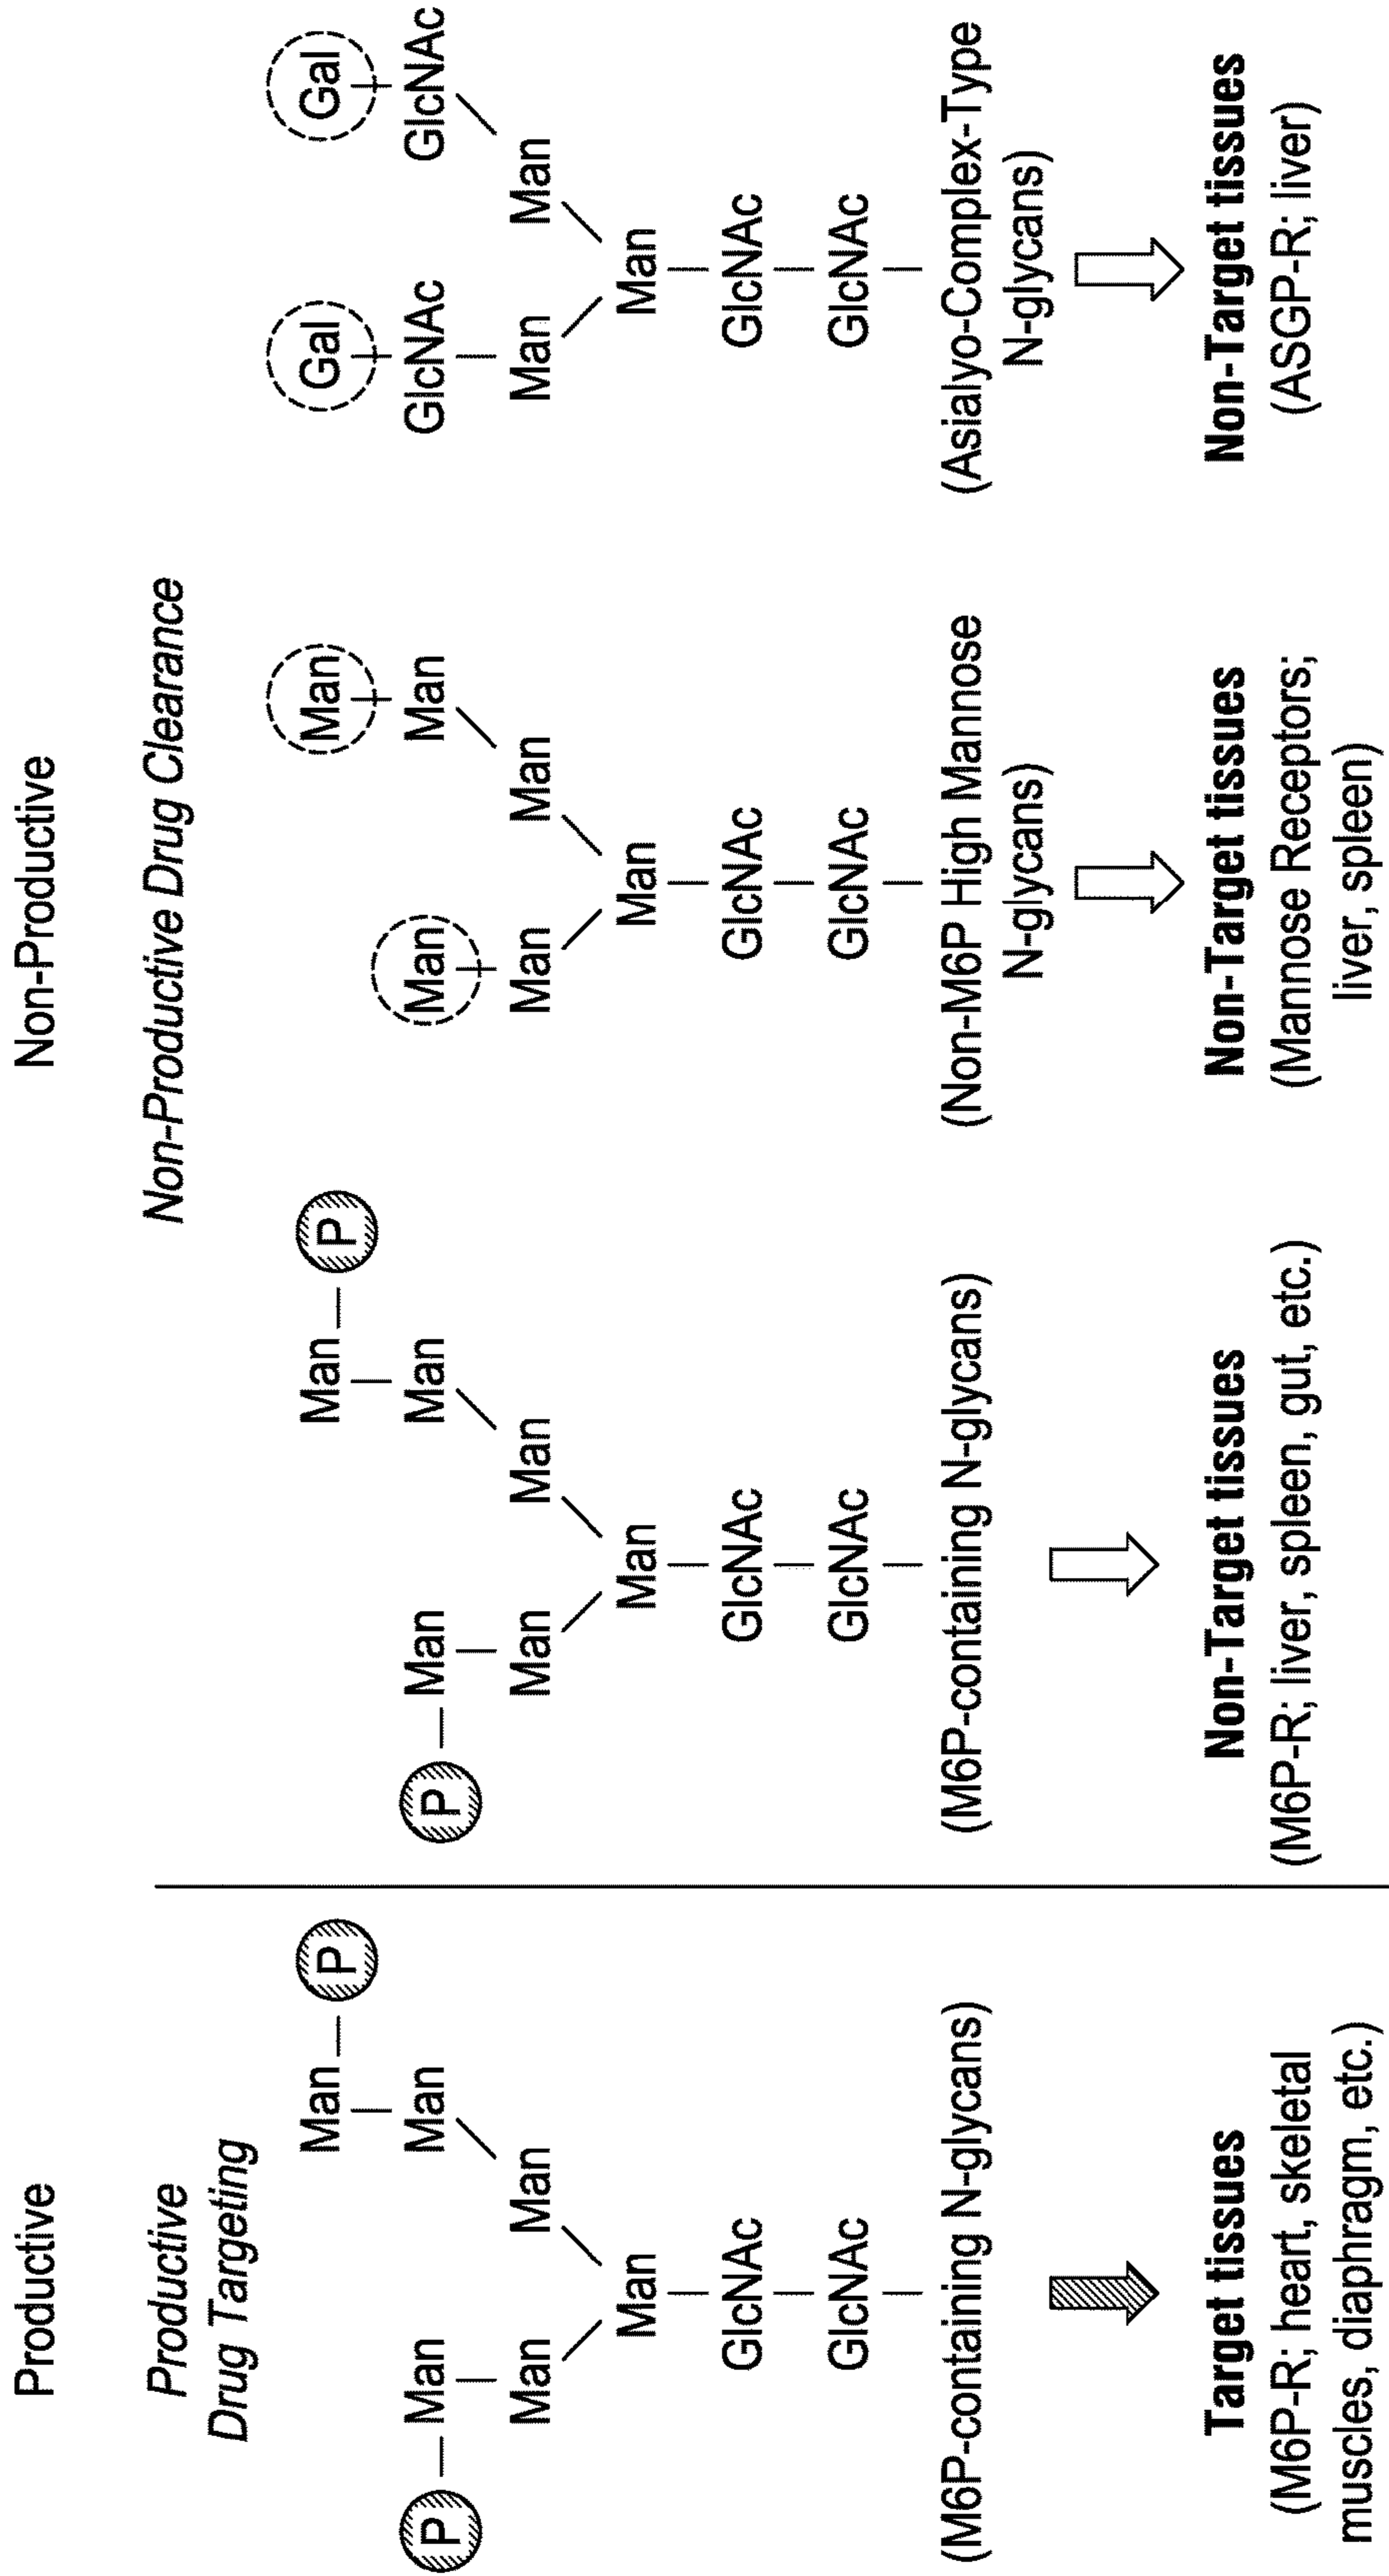 Productive
Non-Productive
Productive
Drug Targeting
Non-Productive Drug Clearance
Man
P
P
Man
Man
Man
Man
Man
GlcNAc
GlcNAc
(M6P-containing N-glycans)
Target tissues
(M6P-R; heart, skeletal
muscles, diaphragm, etc.)
Man
P
P
Man
Man
Man
Man
Man
GlcNAc
GlcNAc
(M6P-containing N-glycans)
Non-Target tissues
(M6P-R; liver, spleen, gut, etc.)
Man
Man
Man
Man
Man
Man
GlcNAc
GlcNAc
(Non-M6P High Mannose
N-glycans)
Non-Target tissues
(Mannose Receptors;
liver, spleen)
Gal
Gal
GlcNAc
GlcNAc
Man
Man
Man
GlcNAc
GlcNAc
(Asialyo-Complex-Type
N-glycans)
Non-Target tissues
(ASGP-R; liver)